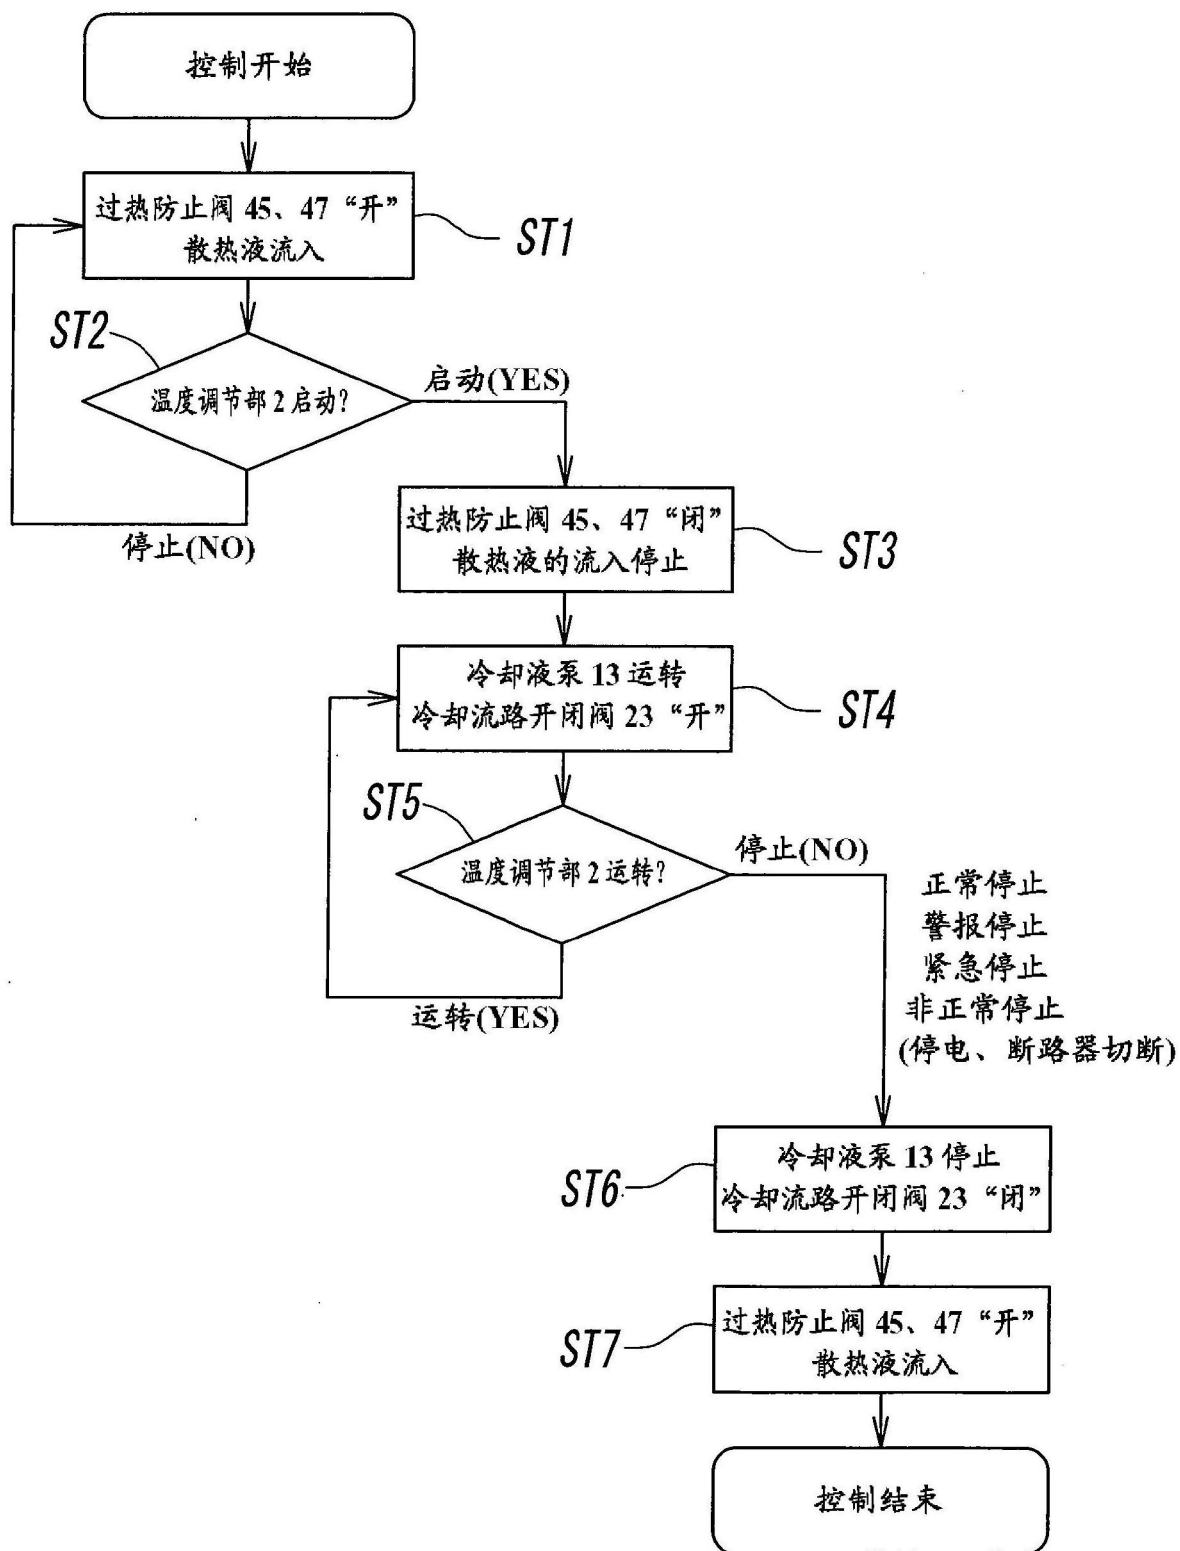 控制开始
过热防止阀 45、47 “开”
散热液流入
ST1
ST2
温度调节部 2 启动?
启动(YES)
停止(NO)
过热防止阀 45、47 “闭”
散热液的流入停止
ST3
冷却液泵 13 运转
冷却流路开闭阀 23 “开”
ST4
ST5
温度调节部 2 运转?
停止(NO)
运转(YES)
正常停止
警报停止
紧急停止
非正常停止
(停电、断路器切断)
冷却液泵 13 停止
冷却流路开闭阀 23 “闭”
ST6
过热防止阀 45、47 “开”
散热液流入
ST7
控制结束